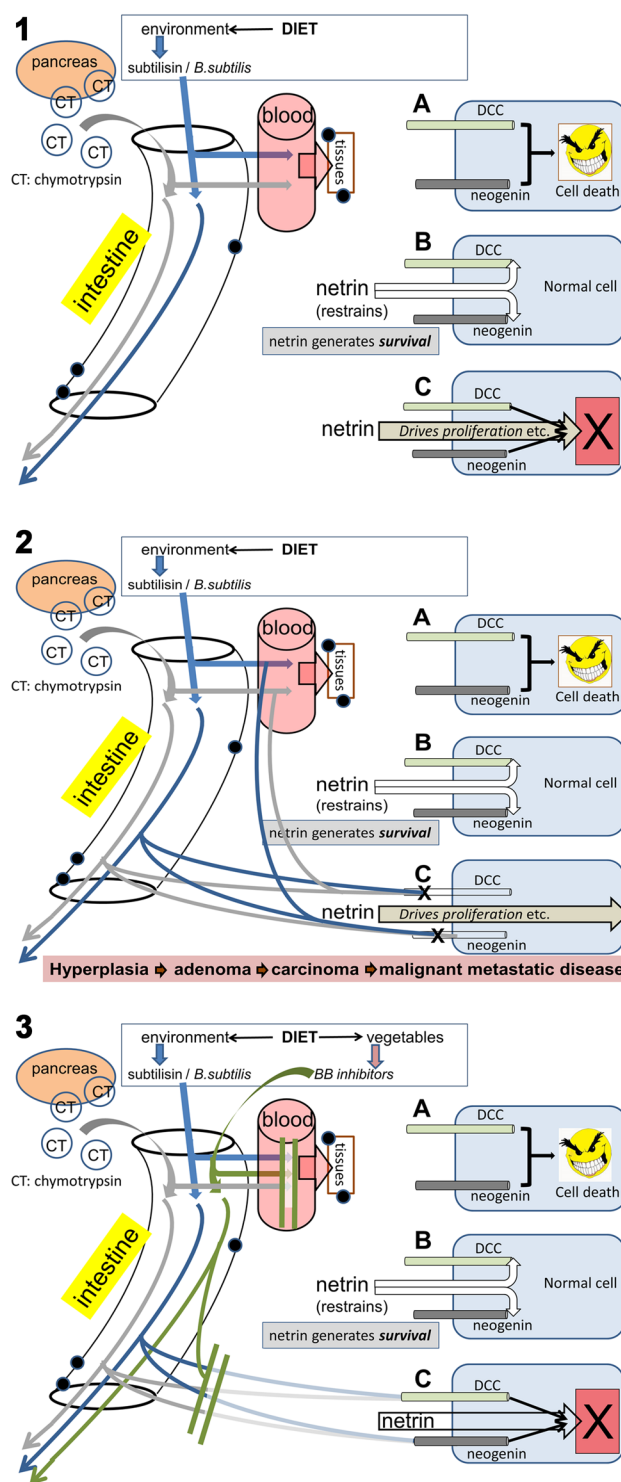 1
environment DIET
subtilisin / B.subtilis
pancreas
CT
CT
CT
CT
CT: chymotrypsin
blood
tissues
intestine
A
DCC
neogenin
Cell death
B
DCC
netrin
(restrains)
Normal cell
neogenin
netrin generates survival
C
DCC
netrin
Drives proliferation etc.
X
neogenin
2
environment DIET
subtilisin / B.subtilis
pancreas
CT
CT
CT
CT
CT: chymotrypsin
blood
tissues
intestine
A
DCC
neogenin
Cell death
B
DCC
netrin
(restrains)
Normal cell
neogenin
netrin generates survival
C
DCC
X
netrin
Drives proliferation etc.
X
neogenin
Hyperplasia adenoma carcinoma malignant metastatic disease
3
environment DIET vegetables
subtilisin / B.subtilis BB inhibitors
pancreas
CT
CT
CT
CT
CT: chymotrypsin
blood
tissues
intestine
A
DCC
neogenin
Cell death
B
DCC
netrin
(restrains)
Normal cell
neogenin
netrin generates survival
C
DCC
netrin
X
neogenin